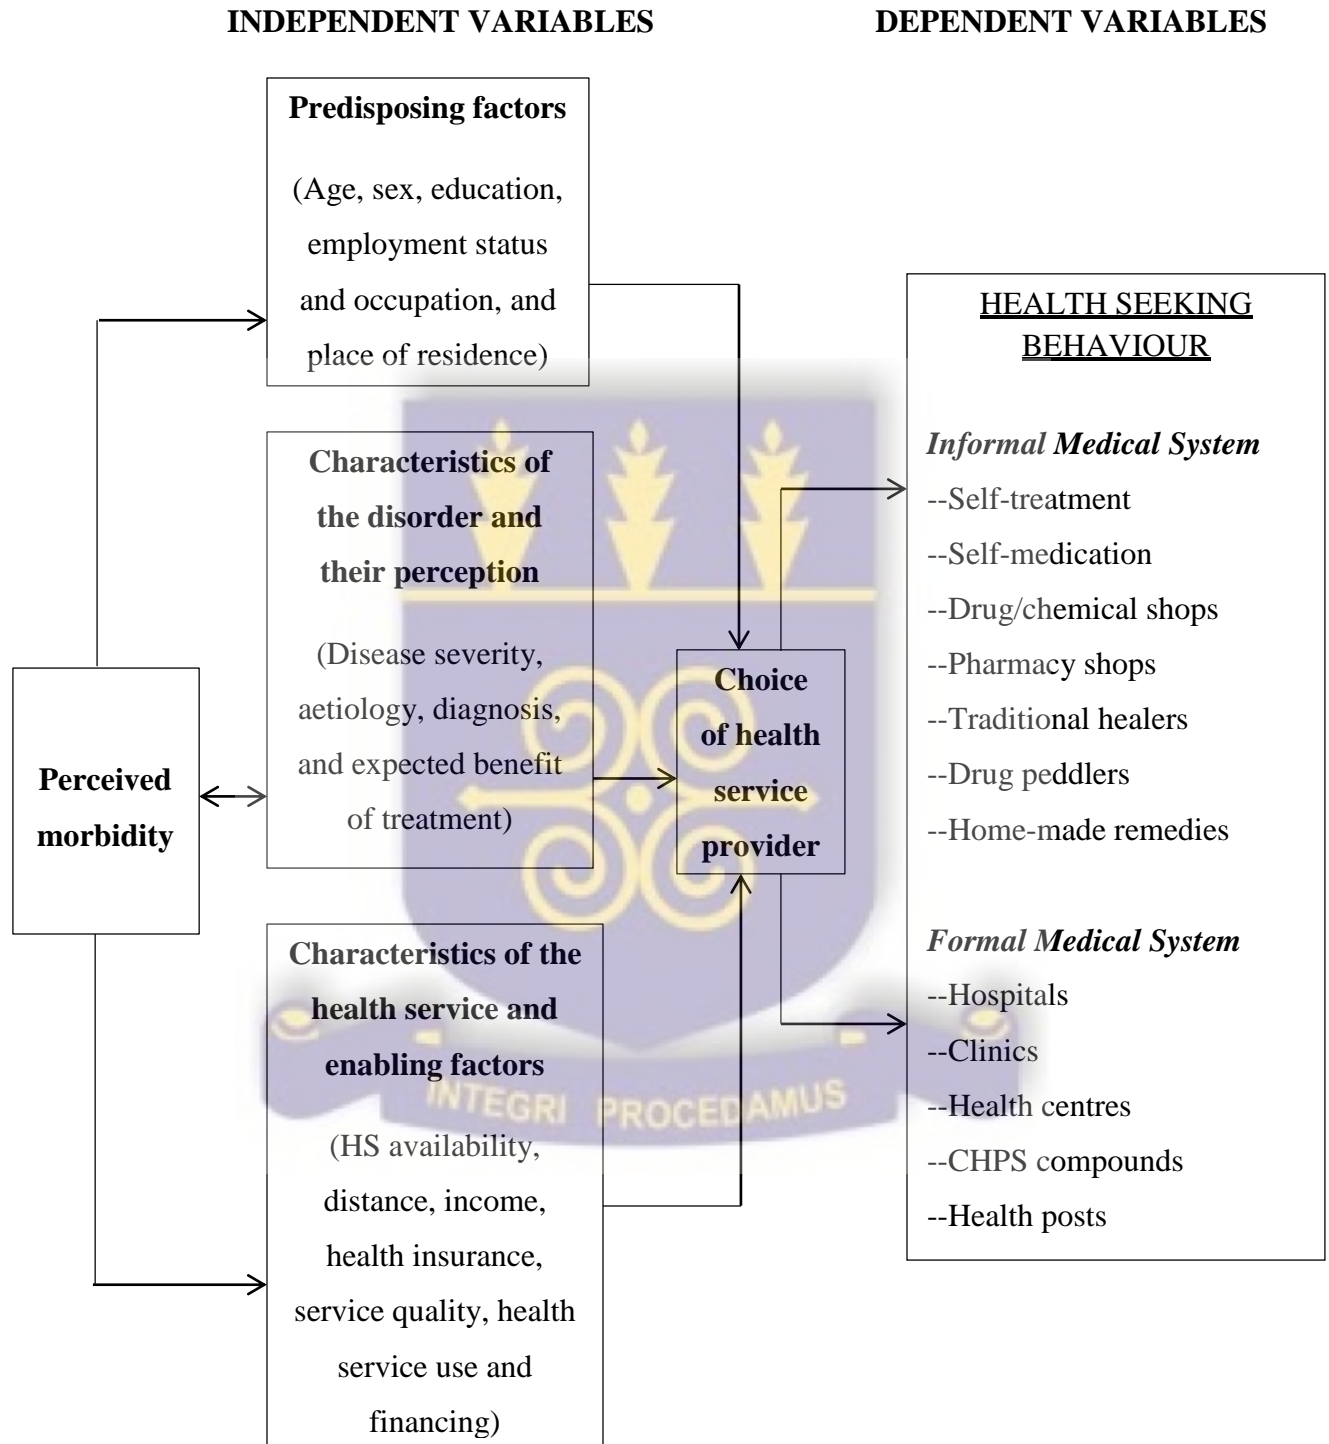 INDEPENDENT VARIABLES
DEPENDENT VARIABLES
Predisposing factors
(Age, sex, education,
employment status
and occupation, and
place of residence)
Characteristics of
the disorder and
their perception
(Disease severity,
aetiology, diagnosis,
and expected benefit
of treatment)
Perceived
morbidity
Characteristics of the
health service and
enabling factors
(HS availability,
distance, income,
health insurance,
service quality, health
service use and
financing)
Choice
of health
service
provider
HEALTH SEEKING
BEHAVIOUR
Informal Medical System
--Self-treatment
--Self-medication
--Drug/chemical shops
--Pharmacy shops
--Traditional healers
--Drug peddlers
--Home-made remedies
Formal Medical System
--Hospitals
--Clinics
--Health centres
--CHPS compounds
--Health posts
INTEGRI PROCEDAMUS